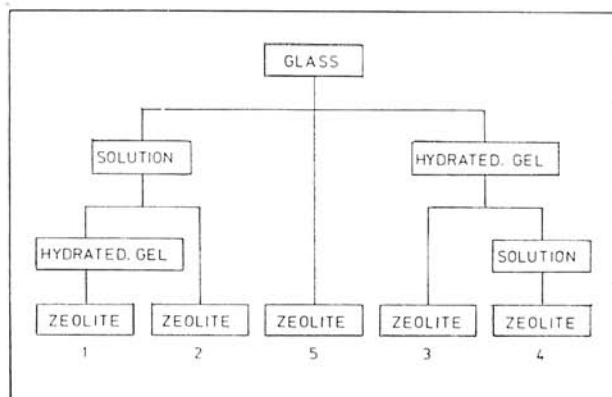 GLASS
SOLUTION
HYDRATED. GEL
HYDRATED. GEL
SOLUTION
ZEOLITE
ZEOLITE
ZEOLITE
ZEOLITE
ZEOLITE
1
2
5
3
4